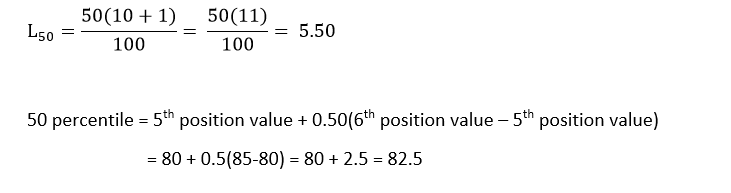 L₅₀ = 50(10 + 1)/100 = 50(11)/100 = 5.50
50 percentile = 5ᵗʰ position value + 0.50(6ᵗʰ position value – 5ᵗʰ position value)
= 80 + 0.5(85-80) = 80 + 2.5 = 82.5